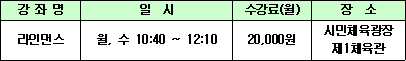 강 좌 명 일 시 수강료(월) 장 소
라인댄스 월, 수 10:40 ~ 12:10 20,000원 시민체육광장
제1체육관